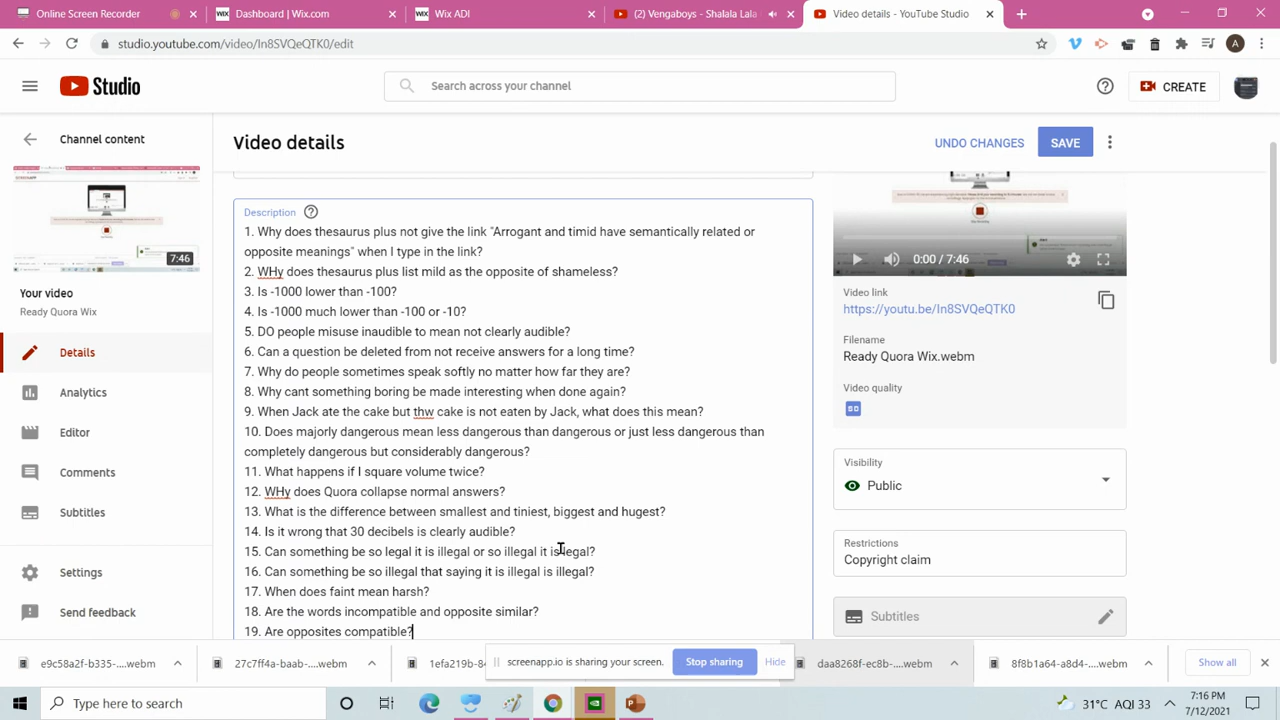 Online Screen Recorder
Dashboard | Wix.com
Wix ADI
(2) Vengaboys - Shalala Lala
Video details - YouTube Studio
studio.youtube.com/video/In8SVQeQTK0/edit
A
Studio
Search across your channel
CREATE
Channel content
Video details
UNDO CHANGES
SAVE
7:46
Your video
Ready Quora Wix
Details
Analytics
Editor
Comments
Subtitles
Settings
Send feedback
Description
1. Why does thesaurus plus not give the link "Arrogant and timid have semantically related or
opposite meanings" when I type in the link?
2. WHy does thesaurus plus list mild as the opposite of shameless?
3. Is -1000 lower than -100?
4. Is -1000 much lower than -100 or -10?
5. DO people misuse inaudible to mean not clearly audible?
6. Can a question be deleted from not receive answers for a long time?
7. Why do people sometimes speak softly no matter how far they are?
8. Why cant something boring be made interesting when done again?
9. When Jack ate the cake but thw cake is not eaten by Jack, what does this mean?
10. Does majorly dangerous mean less dangerous than dangerous or just less dangerous than
completely dangerous but considerably dangerous?
11. What happens if I square volume twice?
12. WHy does Quora collapse normal answers?
13. What is the difference between smallest and tiniest, biggest and hugest?
14. Is it wrong that 30 decibels is clearly audible?
15. Can something be so legal it is illegal or so illegal it is legal?
16. Can something be so illegal that saying it is illegal is illegal?
17. When does faint mean harsh?
18. Are the words incompatible and opposite similar?
19. Are opposites compatible?
0:00 / 7:46
Video link
https://youtu.be/In8SVQeQTK0
Filename
Ready Quora Wix.webm
Video quality
Visibility
Public
Restrictions
Copyright claim
Subtitles
e9c58a2f-b335-....webm
27c7ff4a-baab-....webm
1efa219b-84
screenapp.io is sharing your screen.
Stop sharing
Hide
daa8268f-ec8b-....webm
8f8b1a64-a8d4-....webm
Show all
Type here to search
31°C AQI 33
7:16 PM
7/12/2021